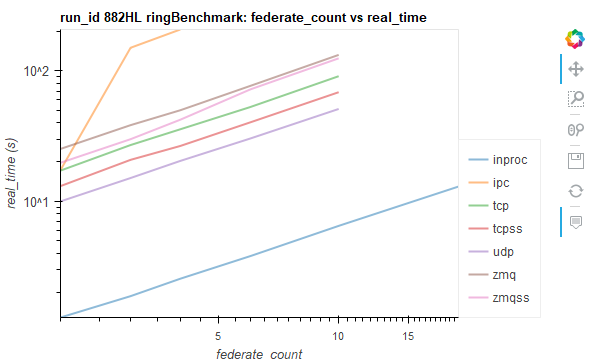 run_id 882HL ringBenchmark: federate_count vs real_time
10^2
10^1
real_time (s)
5
10
15
federate_count
inproc
ipc
tcp
tcpss
udp
zmq
zmqss